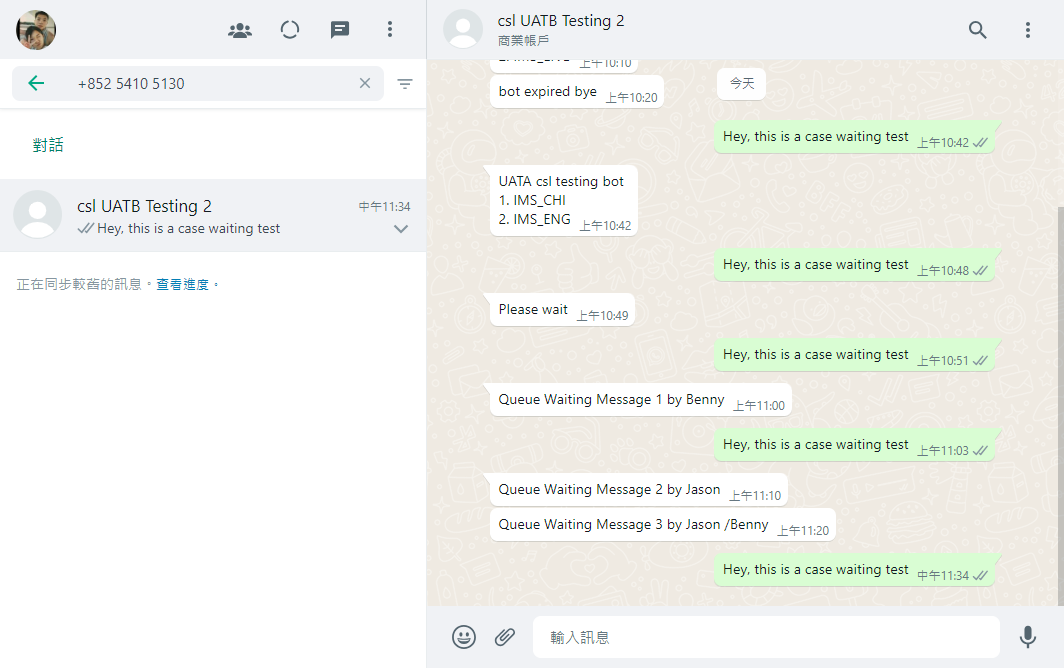 +852 5410 5130
對話
csl UATB Testing 2
中午11:34
Hey, this is a case waiting test
正在同步較舊的訊息。查看進度。
csl UATB Testing 2
商業帳戶
上午10:10
bot expired bye 上午10:20
今天
Hey, this is a case waiting test 上午10:42
UATA csl testing bot
1. IMS_CHI
2. IMS_ENG 上午10:42
Hey, this is a case waiting test 上午10:48
Please wait 上午10:49
Hey, this is a case waiting test 上午10:51
Queue Waiting Message 1 by Benny 上午11:00
Hey, this is a case waiting test 上午11:03
Queue Waiting Message 2 by Jason 上午11:10
Queue Waiting Message 3 by Jason /Benny 上午11:20
Hey, this is a case waiting test 中午11:34
輸入訊息